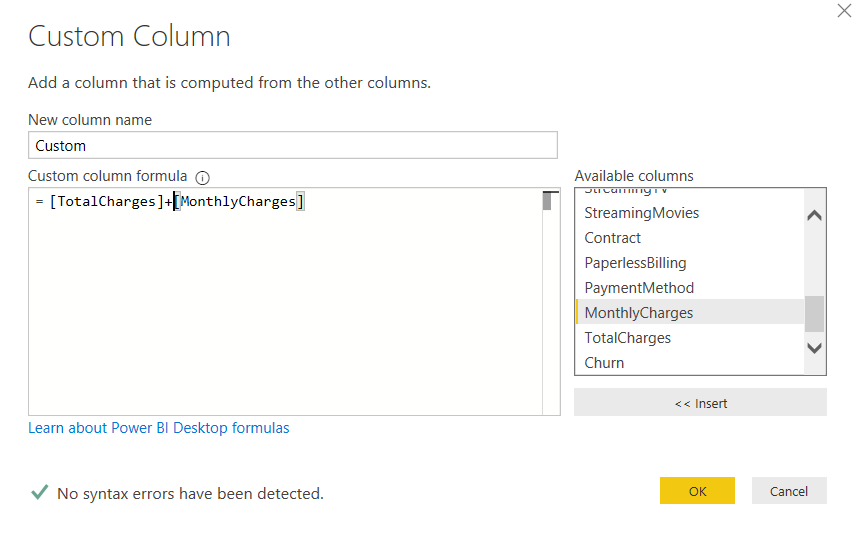 Custom Column
Add a column that is computed from the other columns.
New column name
Custom
Custom column formula
= [TotalCharges]+[MonthlyCharges]
Available columns
StreamingTV
StreamingMovies
Contract
PaperlessBilling
PaymentMethod
MonthlyCharges
TotalCharges
Churn
<< Insert
Learn about Power BI Desktop formulas
No syntax errors have been detected.
OK
Cancel